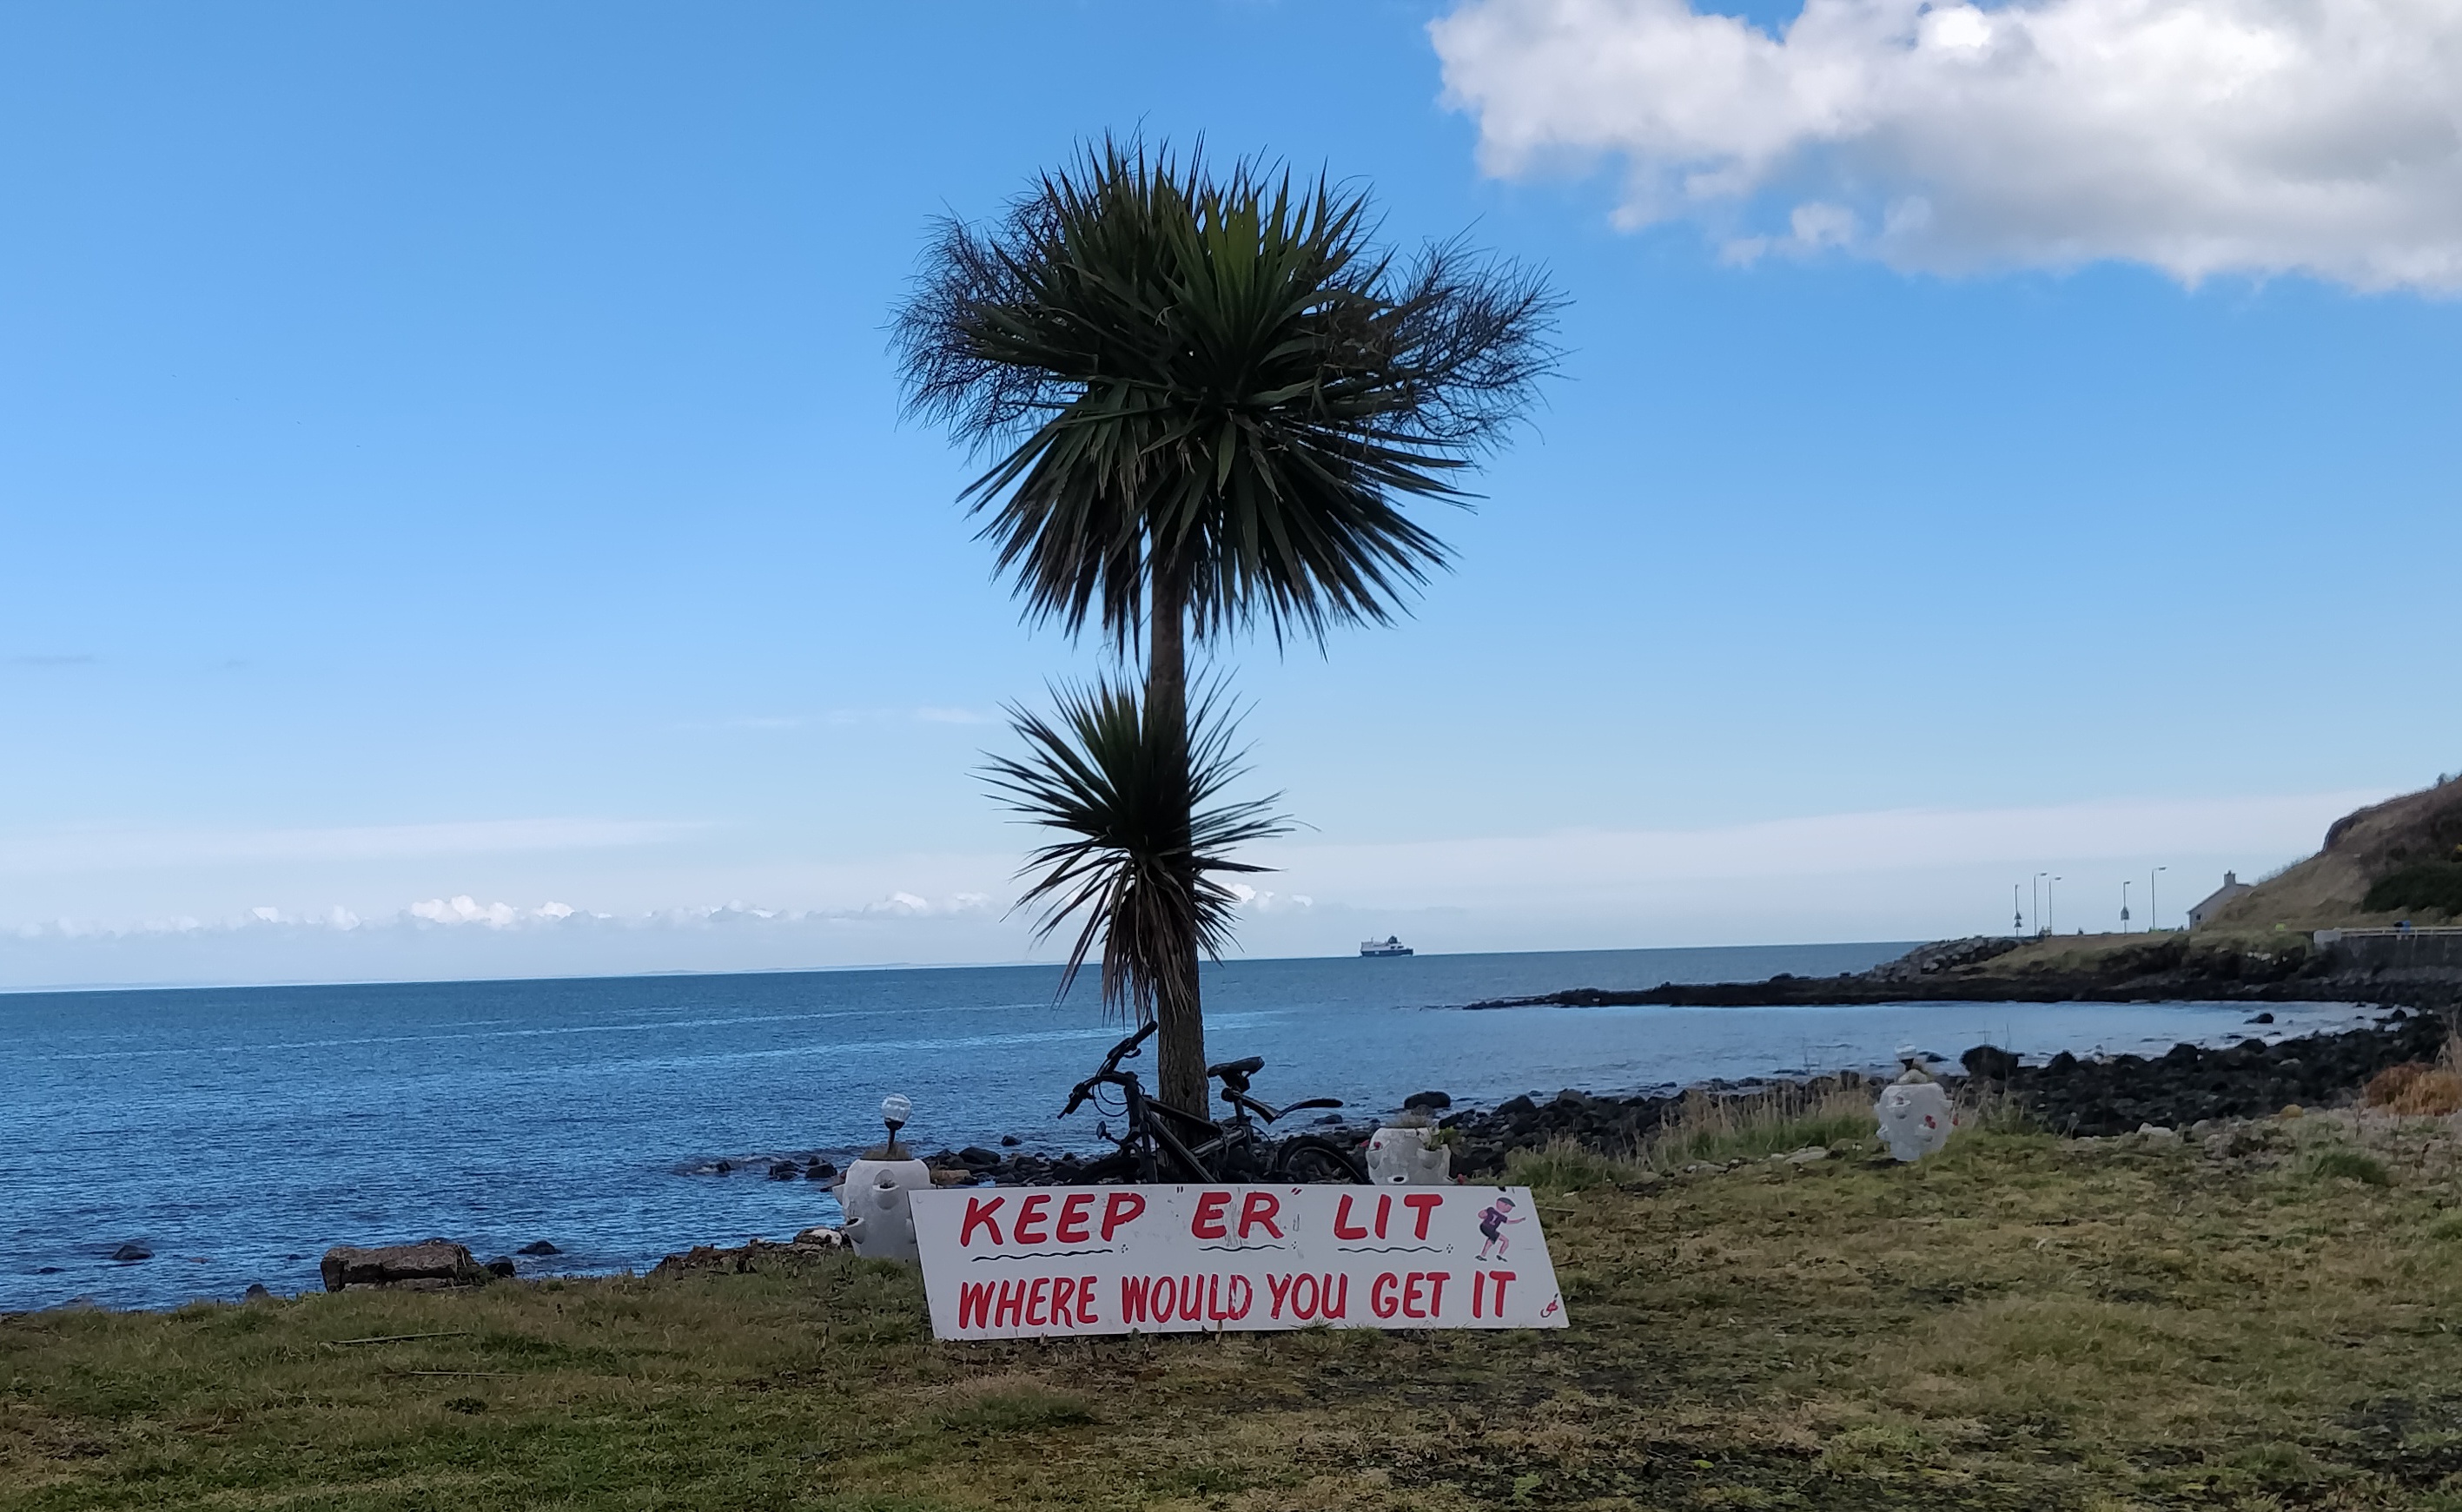 KEEP "ER" LIT
WHERE WOULD YOU GET IT